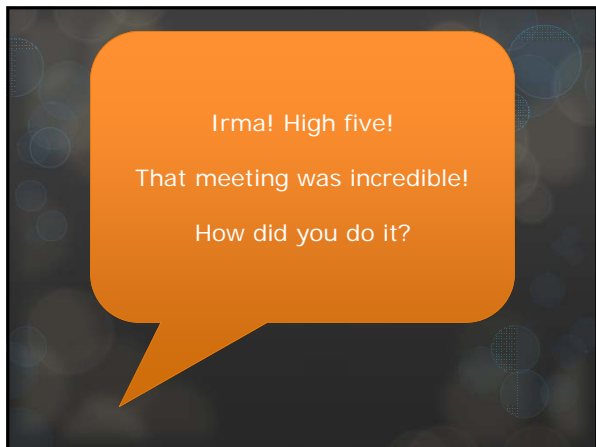 Irma! High five!
That meeting was incredible!
How did you do it?